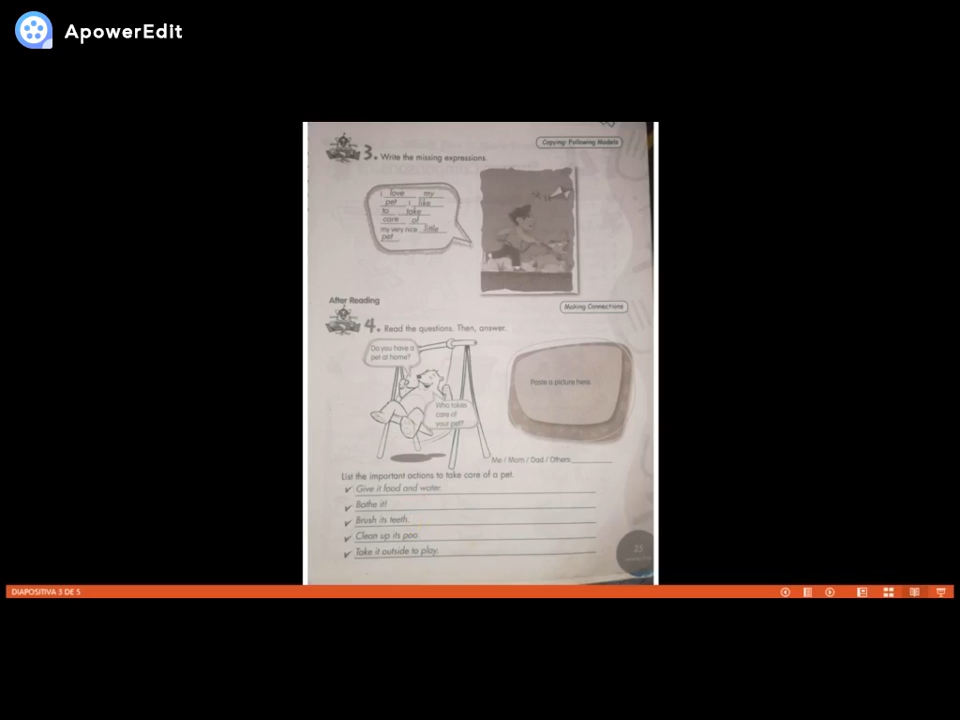 ApowerEdit
Copying: Following Models
3. Write the missing expressions.
i love my
pet i like
to take
care of
my very nice little
pet
After Reading
Making Connections
4. Read the questions. Then, answer.
Do you have a
pet at home?
Paste a picture here.
Who takes
care of
your pet?
Me / Mom / Dad / Others:
List the important actions to take care of a pet.
✓ Give it food and water.
✓ Bathe it!
✓ Brush its teeth.
✓ Clean up its poo
✓ Take it outside to play.
25
DIAPOSITIVA 3 DE 5